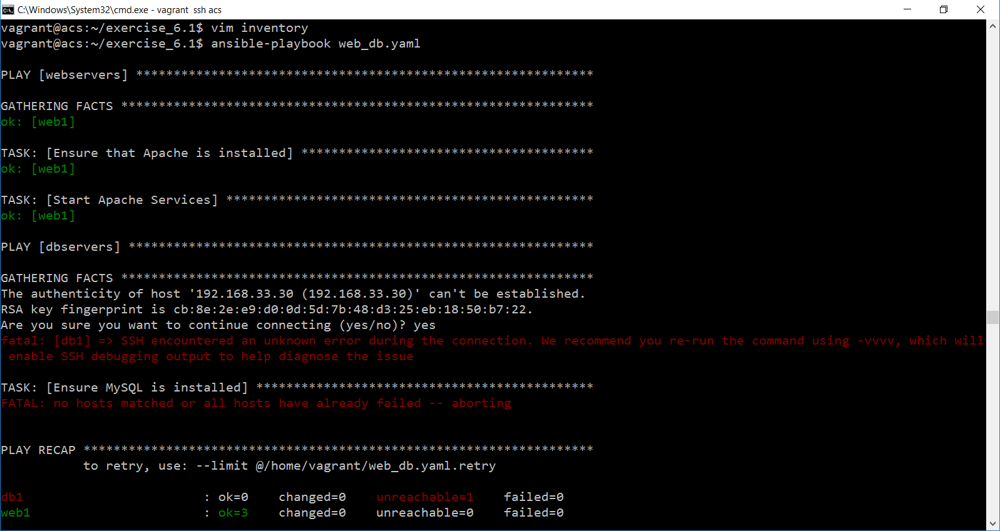 C:\Windows\System32\cmd.exe - vagrant  ssh acs
vagrant@acs:~/exercise_6.1$ vim inventory
vagrant@acs:~/exercise_6.1$ ansible-playbook web_db.yaml
PLAY [webservers] *************************************************************
GATHERING FACTS ***************************************************************
ok: [web1]
TASK: [Ensure that Apache is installed] ***************************************
ok: [web1]
TASK: [Start Apache Services] *************************************************
ok: [web1]
PLAY [dbservers] **************************************************************
GATHERING FACTS ***************************************************************
The authenticity of host '192.168.33.30 (192.168.33.30)' can't be established.
RSA key fingerprint is cb:8e:2e:e9:d0:0d:5d:7b:48:d3:25:eb:18:50:b7:22.
Are you sure you want to continue connecting (yes/no)? yes
fatal: [db1] => SSH encountered an unknown error during the connection. We recommend you re-run the command using -vvvv, which will
 enable SSH debugging output to help diagnose the issue
TASK: [Ensure MySQL is installed] *********************************************
FATAL: no hosts matched or all hosts have already failed -- aborting
PLAY RECAP ********************************************************************
           to retry, use: --limit @/home/vagrant/web_db.yaml.retry
db1                        : ok=0    changed=0    unreachable=1    failed=0
web1                       : ok=3    changed=0    unreachable=0    failed=0